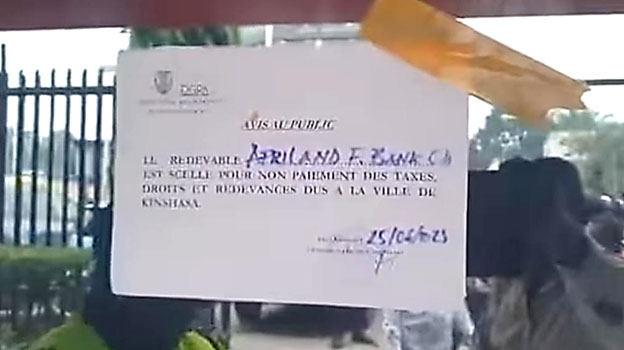 AVIS AU PUBLIC
LE REDEVABLE AFRILAND F. BANK CD
EST SCELLE POUR NON PAIEMENT DES TAXES,
DROITS ET REDEVANCES DUS A LA VILLE DE
KINSHASA.
25/06/2023